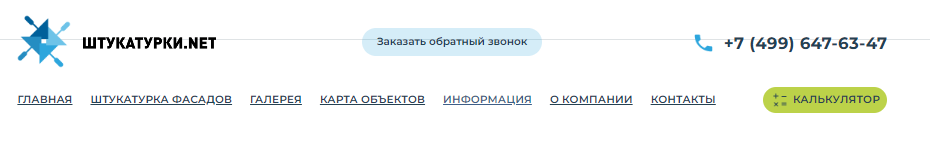 ШТУКАТУРКИ.NET
Заказать обратный звонок
+7 (499) 647-63-47
ГЛАВНАЯ ШТУКАТУРКА ФАСАДОВ ГАЛЕРЕЯ КАРТА ОБЪЕКТОВ ИНФОРМАЦИЯ О КОМПАНИИ КОНТАКТЫ
КАЛЬКУЛЯТОР